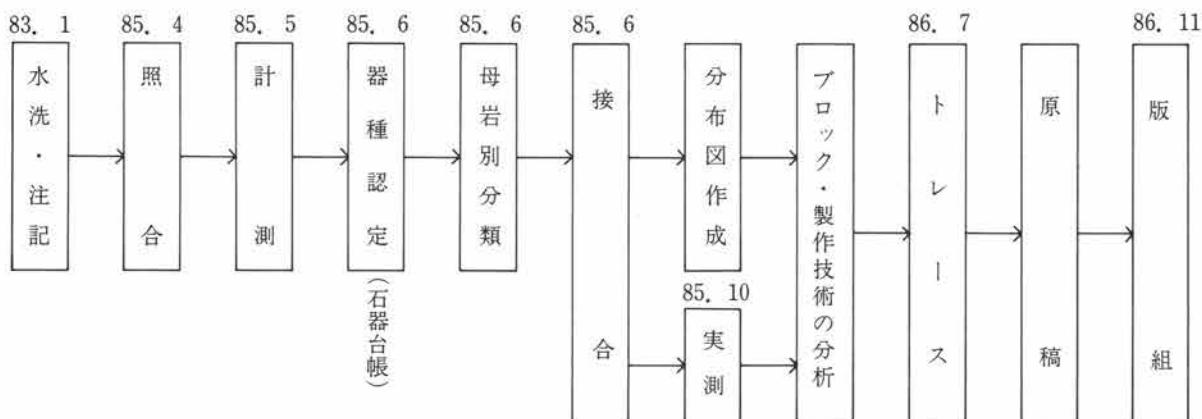 83. 1
水洗・注記
85. 4
照合
85. 5
計測
85. 6
器種認定
(石器台帳)
85. 6
母岩別分類
85. 6
接合
分布図作成
85. 10
実測
ブロック・製作技術の分析
86. 7
トレース
原稿
86. 11
版組